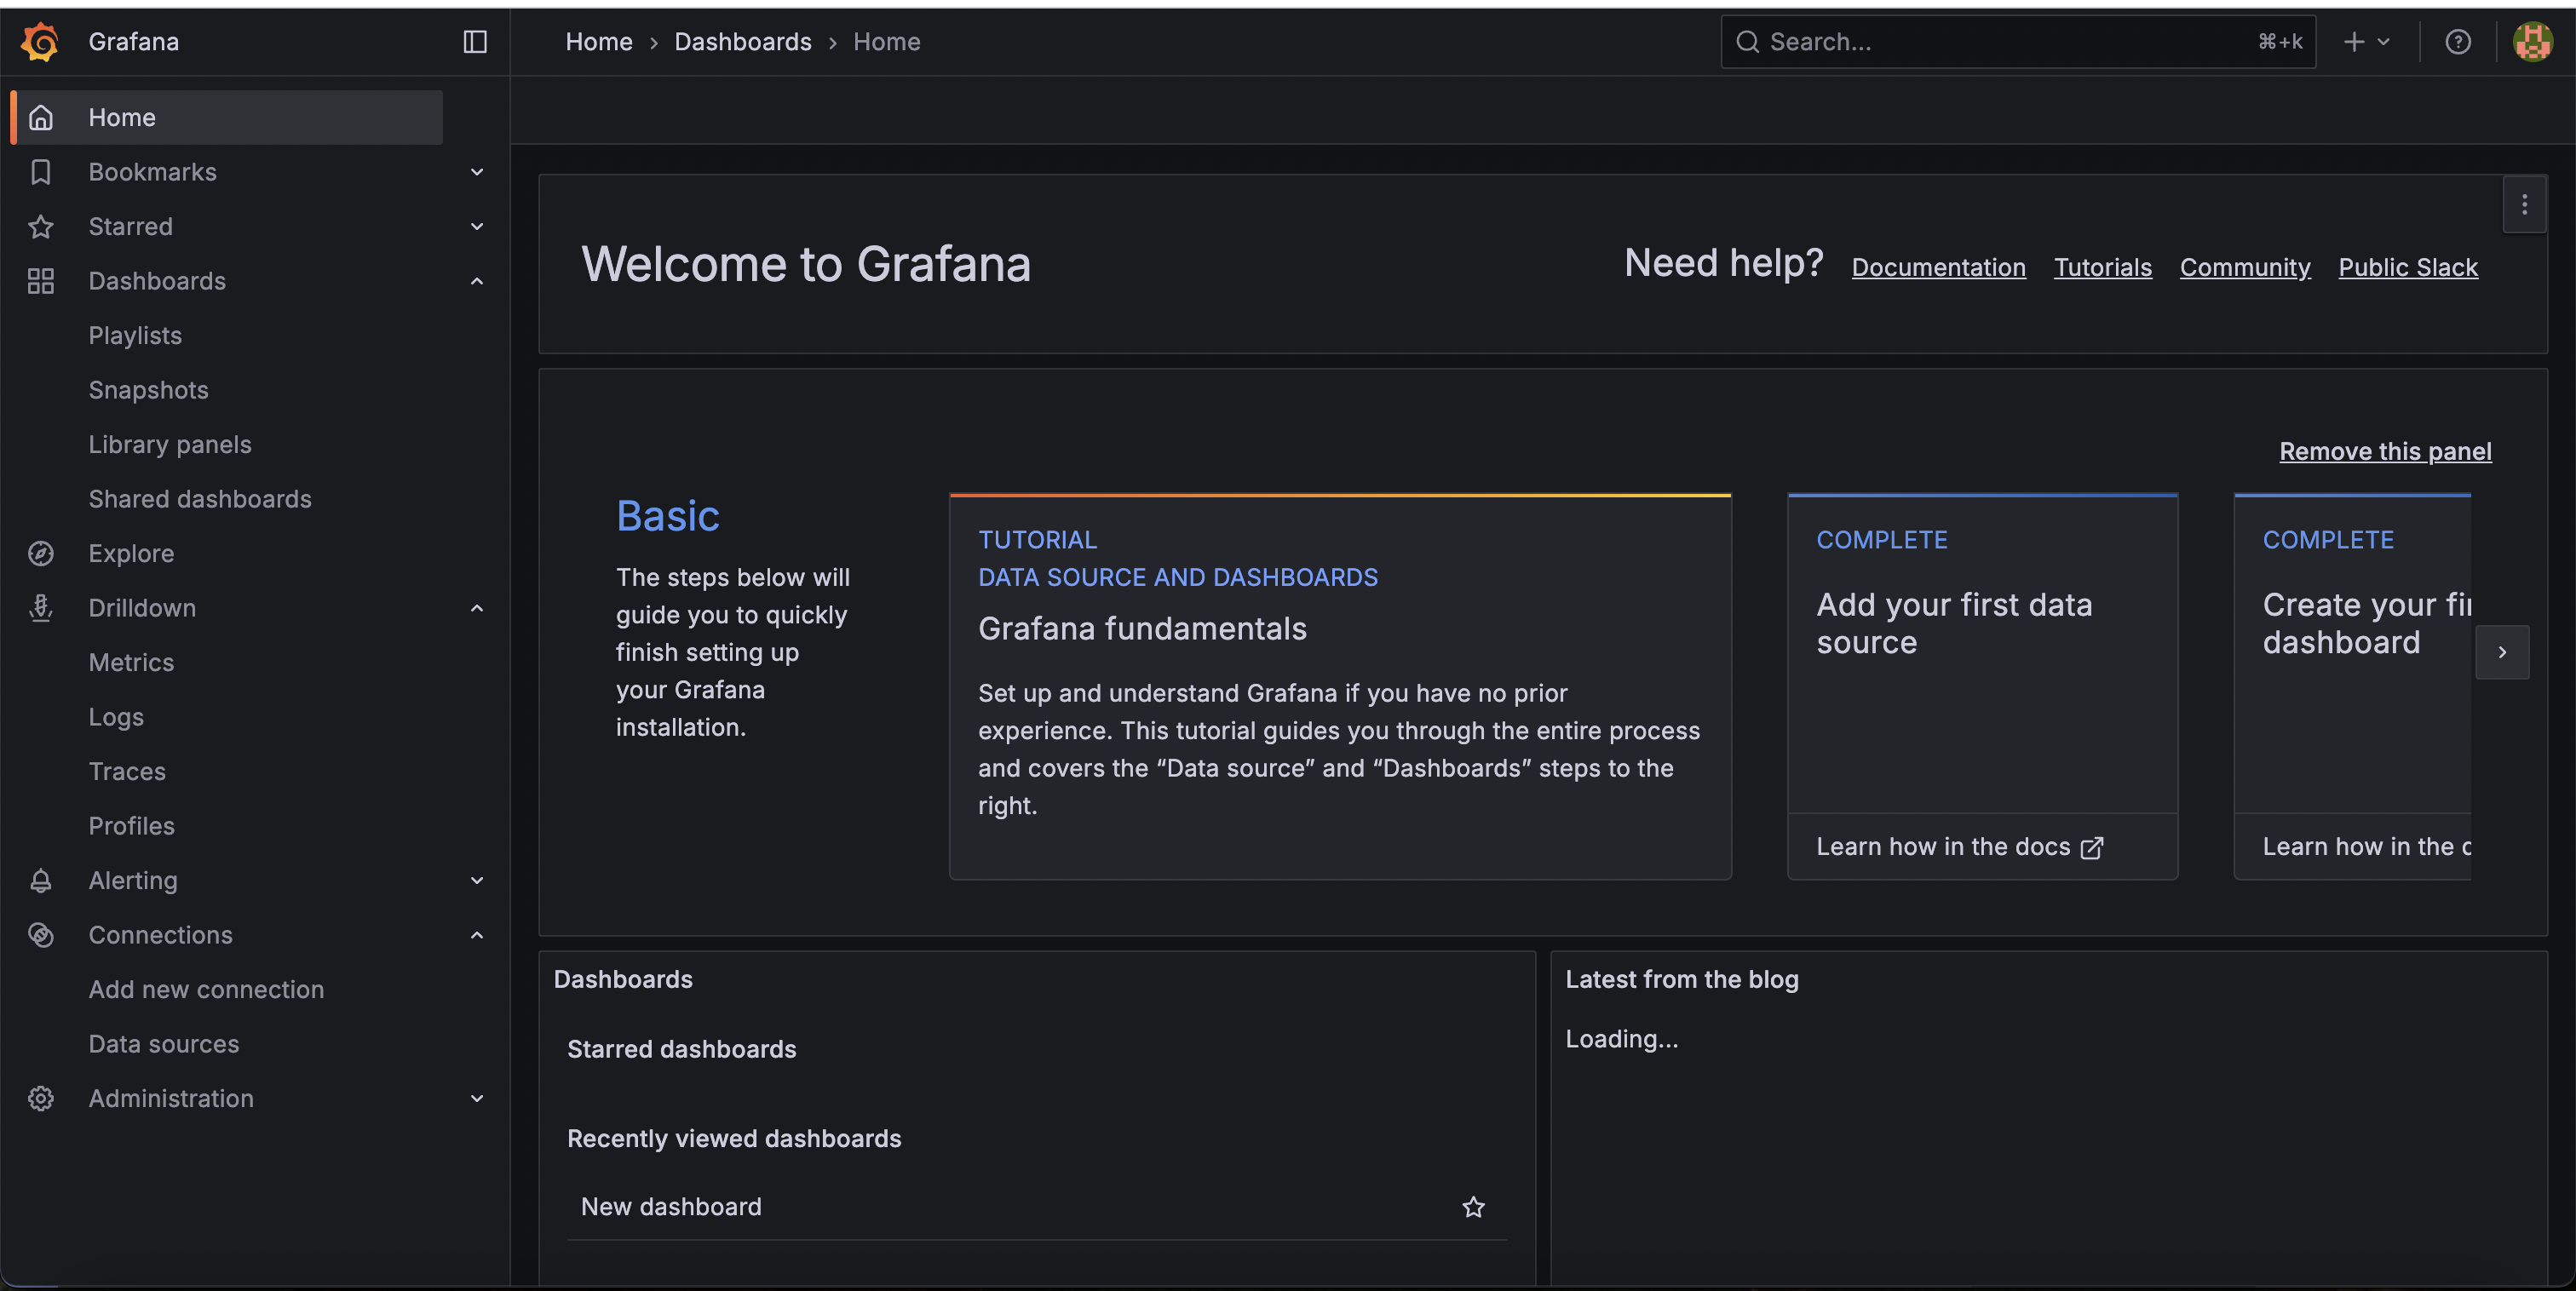 Grafana
Home › Dashboards › Home
Search...
⌘+k
Home
Bookmarks
Starred
Dashboards
Playlists
Snapshots
Library panels
Shared dashboards
Explore
Drilldown
Metrics
Logs
Traces
Profiles
Alerting
Connections
Add new connection
Data sources
Administration
Welcome to Grafana
Need help?
Documentation
Tutorials
Community
Public Slack
Remove this panel
Basic
The steps below will
guide you to quickly
finish setting up
your Grafana
installation.
TUTORIAL
DATA SOURCE AND DASHBOARDS
Grafana fundamentals
Set up and understand Grafana if you have no prior
experience. This tutorial guides you through the entire process
and covers the “Data source” and “Dashboards” steps to the
right.
COMPLETE
Add your first data
source
Learn how in the docs
COMPLETE
Create your
dashboard
Learn how in the
Dashboards
Starred dashboards
Recently viewed dashboards
New dashboard
Latest from the blog
Loading...